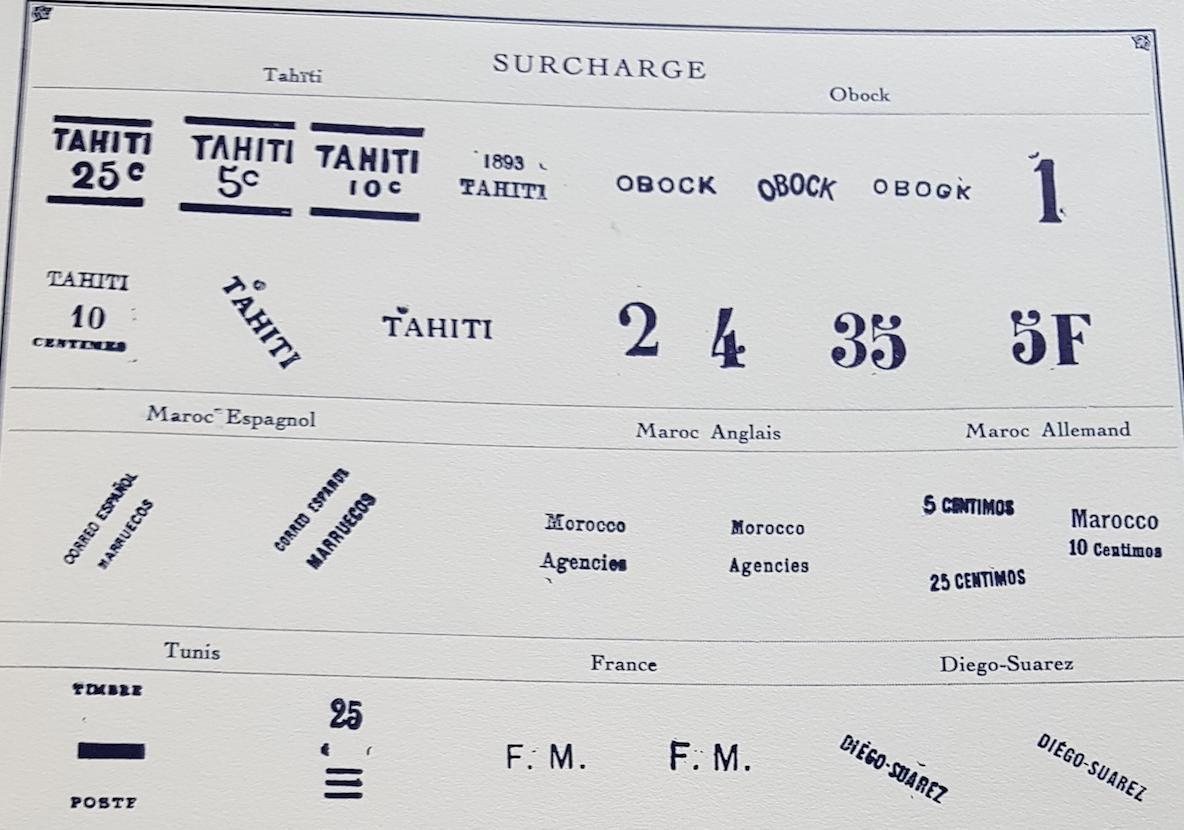 SURCHARGE
Tahiti
Obock
TAHITI
25c
TAHITI
5c
TAHITI
10c
1893
TAHITI
OBOCK
OBOCK
OBOCK
1
TAHITI
10
CENTIMES
TAHITI
TAHITI
2
4
35
5F
Maroc Espagnol
Maroc Anglais
Maroc Allemand
CORREO ESPAÑOL
MARRUECOS
CORREO ESPAÑOL
MARRUECOS
Morocco
Agencies
Morocco
Agencies
5 CENTIMOS
25 CENTIMOS
Marocco
10 Centimos
Tunis
France
Diego-Suarez
TIMBRE
POSTE
25
F. M.
F. M.
DIÉGO-SUAREZ
DIÉGO-SUAREZ